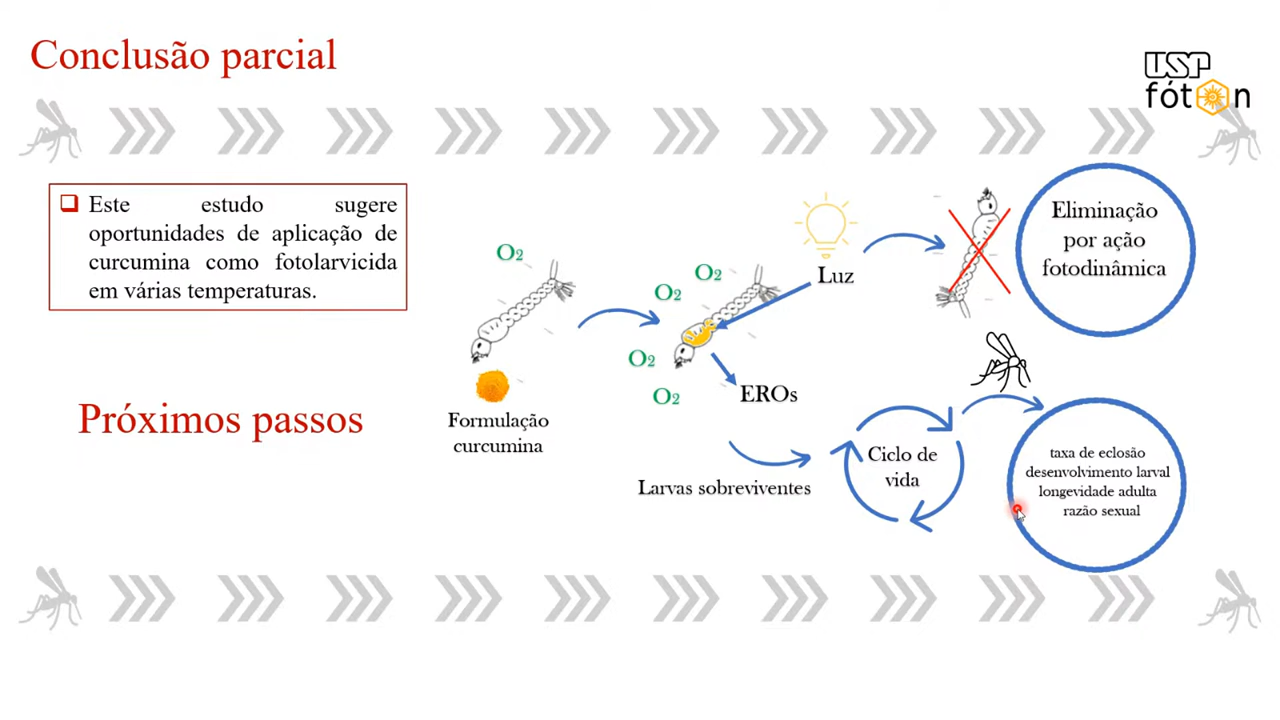 Conclusão parcial
USP
fóton
Este estudo sugere
oportunidades de aplicação de
curcumina como fotolarvicida
em várias temperaturas.
Próximos passos
O2
Formulação
curcumina
O2
O2
O2
O2
Luz
EROs
Eliminação
por ação
fotodinâmica
Larvas sobreviventes
Ciclo de
vida
taxa de eclosão
desenvolvimento larval
longevidade adulta
razão sexual